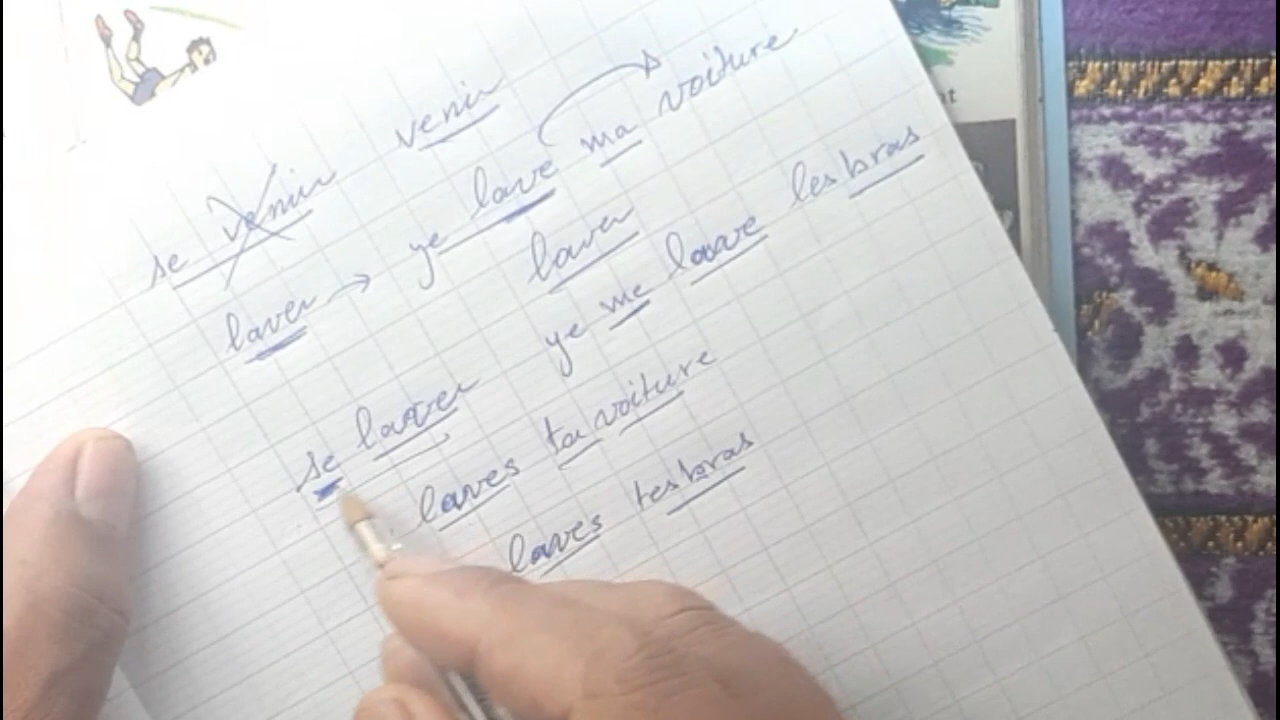 se venir venir
laver → je lave ma voiture
laver
se laver je me lave les bras
laves ta voiture
laves tes bras
nt